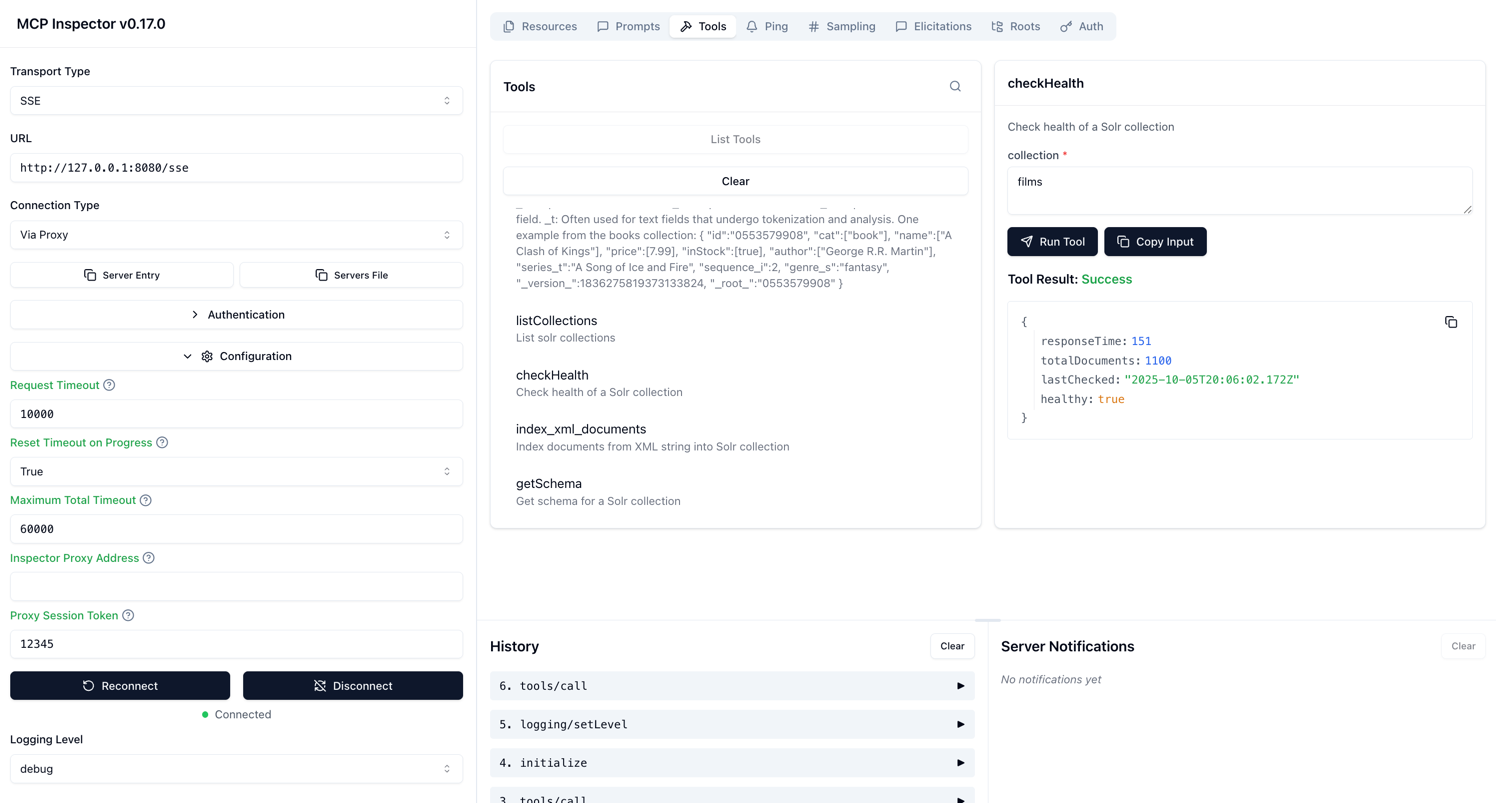 MCP Inspector v0.17.0
Transport Type
SSE
URL
http://127.0.0.1:8080/sse
Connection Type
Via Proxy
Server Entry
Servers File
Authentication
Configuration
Request Timeout
10000
Reset Timeout on Progress
True
Maximum Total Timeout
60000
Inspector Proxy Address
Proxy Session Token
12345
Reconnect
Disconnect
Connected
Logging Level
debug
Resources
Prompts
Tools
Ping
Sampling
Elicitations
Roots
Auth
Tools
List Tools
Clear
field. _t: Often used for text fields that undergo tokenization and analysis. One
example from the books collection: { "id":"0553579908", "cat":["book"], "name":["A
Clash of Kings"], "price":[7.99], "inStock":[true], "author":["George R.R. Martin"],
"series_t":"A Song of Ice and Fire", "sequence_i":2, "genre_s":"fantasy",
"_version_":1836275819373133824, "_root_":"0553579908" }
listCollections
List solr collections
checkHealth
Check health of a Solr collection
index_xml_documents
Index documents from XML string into Solr collection
getSchema
Get schema for a Solr collection
checkHealth
Check health of a Solr collection
collection *
films
Run Tool
Copy Input
Tool Result: Success
{
responseTime: 151
totalDocuments: 1100
lastChecked: "2025-10-05T20:06:02.172Z"
healthy: true
}
History
Clear
6. tools/call
5. logging/setLevel
4. initialize
3. tools/call
Server Notifications
Clear
No notifications yet